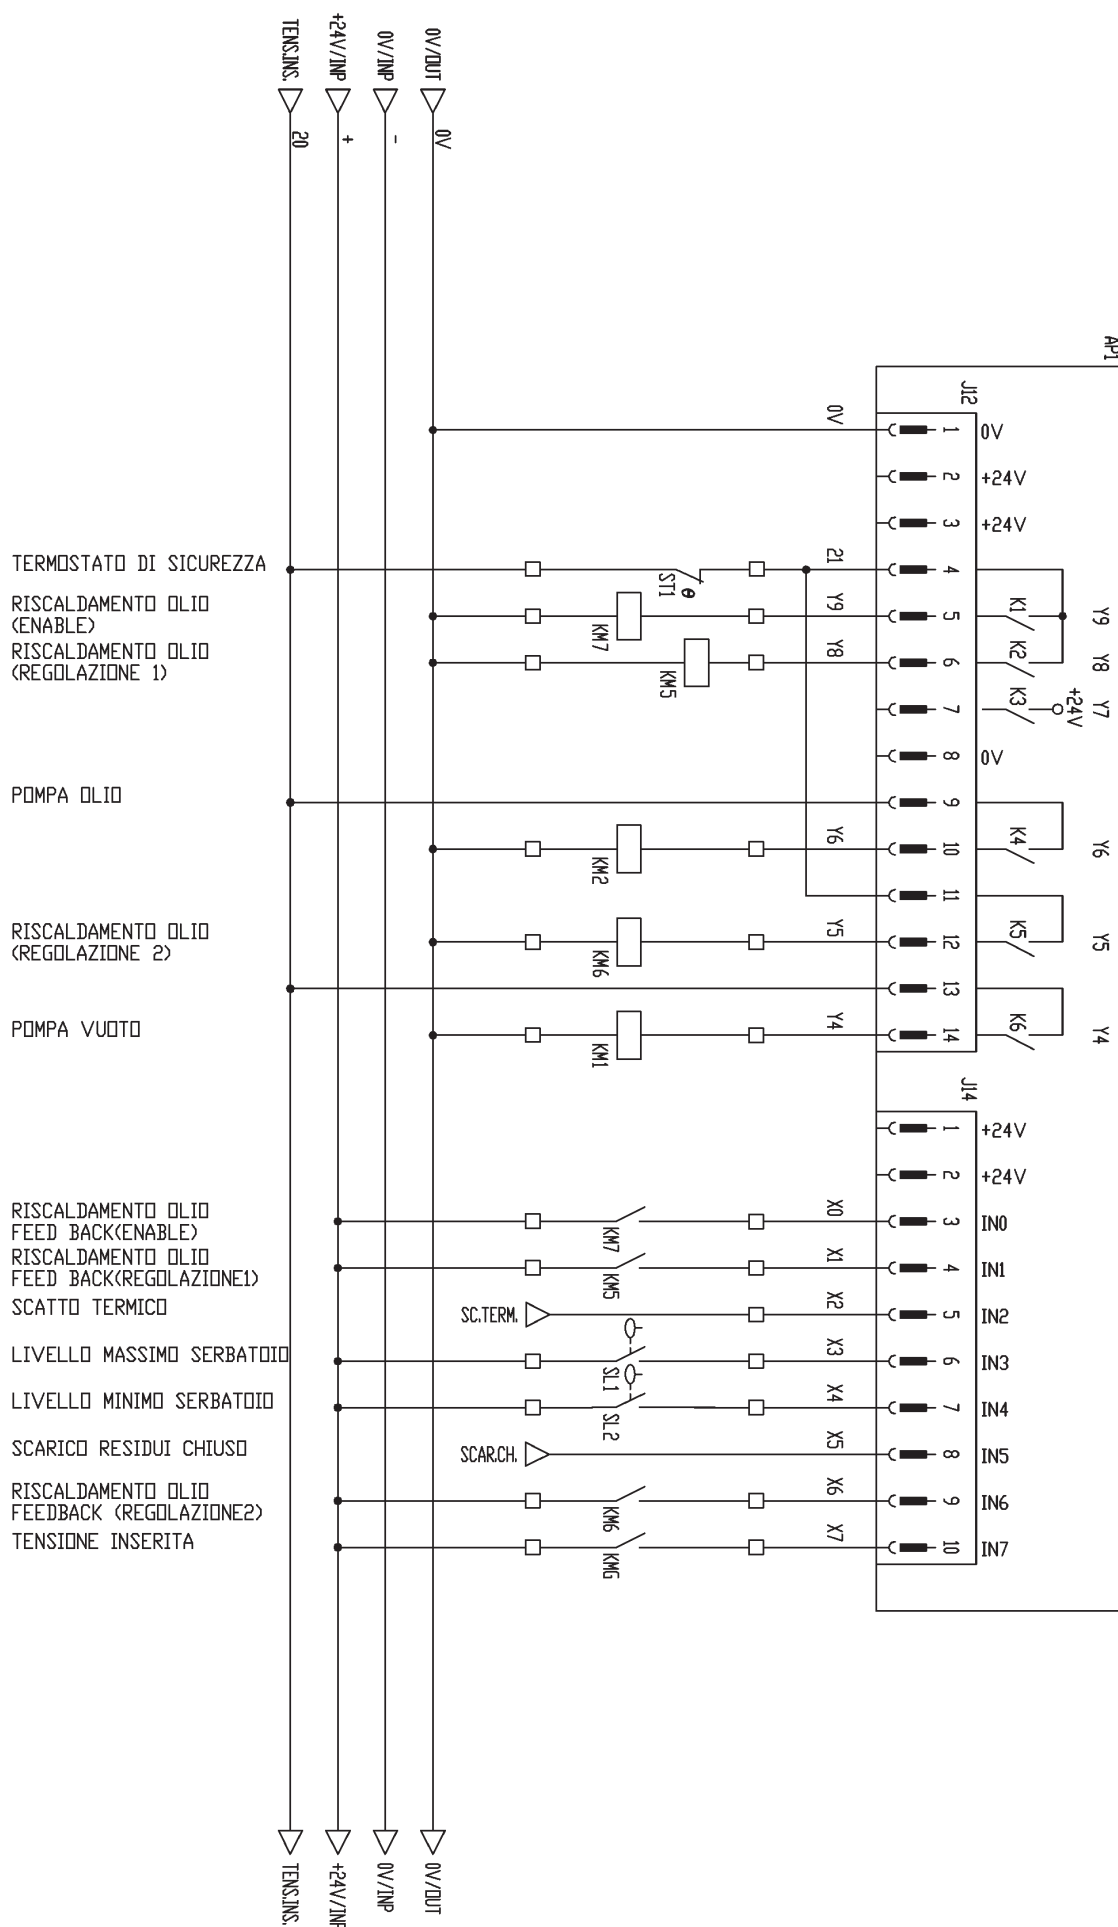 TENS.INS.
+24V/INP
0V/INP
0V/OUT
20
+
-
0V
AP1
J12
0V
1
0V
2
+24V
3
+24V
TERMOSTATO DI SICUREZZA
ST1
θ
21
4
RISCALDAMENTO OLIO
(ENABLE)
KM7
Y9
5
K1
Y9
RISCALDAMENTO OLIO
(REGOLAZIONE 1)
KM5
Y8
6
K2
Y8
7
K3
+24V
Y7
8
0V
POMPA OLIO
9
KM2
Y6
10
K4
Y6
11
RISCALDAMENTO OLIO
(REGOLAZIONE 2)
KM6
Y5
12
K5
Y5
13
POMPA VUOTO
KM1
Y4
14
K6
Y4
J14
1
+24V
2
+24V
RISCALDAMENTO OLIO
FEED BACK(ENABLE)
KM7
X0
3
IN0
RISCALDAMENTO OLIO
FEED BACK(REGOLAZIONE1)
KM5
X1
4
IN1
SCATTO TERMICO
SC.TERM.
X2
5
IN2
LIVELLO MASSIMO SERBATOIO
SL1
X3
6
IN3
LIVELLO MINIMO SERBATOIO
SL2
X4
7
IN4
SCARICO RESIDUI CHIUSO
SCAR.CH.
X5
8
IN5
RISCALDAMENTO OLIO
FEEDBACK (REGOLAZIONE2)
KM6
X6
9
IN6
TENSIONE INSERITA
KMG
X7
10
IN7
TENS.INS.
+24V/INP
0V/INP
0V/OUT